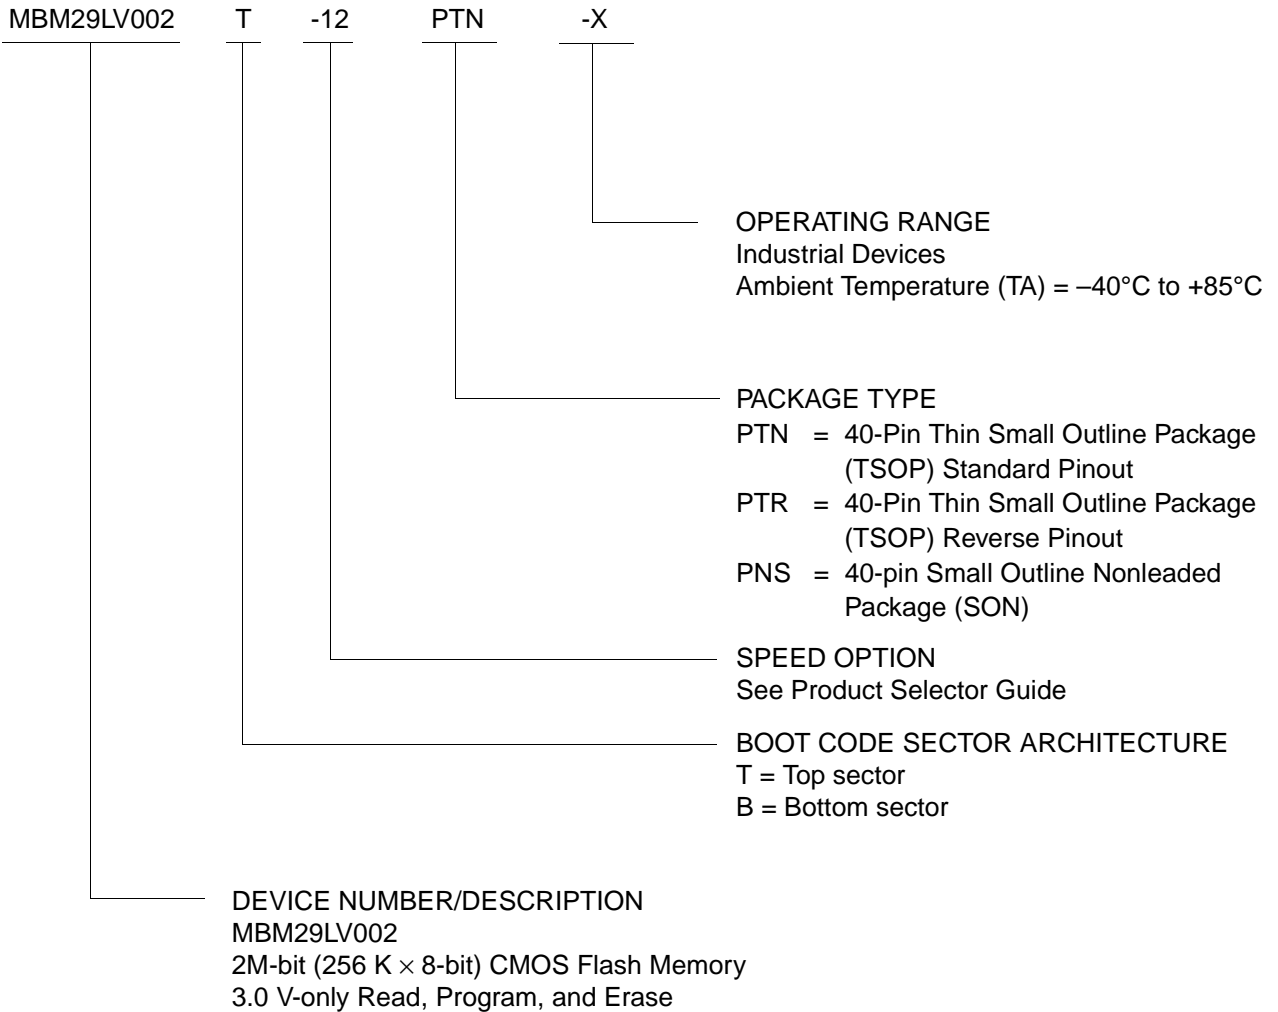 MBM29LV002 T -12 PTN -X
OPERATING RANGE
Industrial Devices
Ambient Temperature (TA) = –40°C to +85°C
PACKAGE TYPE
PTN = 40-Pin Thin Small Outline Package
(TSOP) Standard Pinout
PTR = 40-Pin Thin Small Outline Package
(TSOP) Reverse Pinout
PNS = 40-pin Small Outline Nonleaded
Package (SON)
SPEED OPTION
See Product Selector Guide
BOOT CODE SECTOR ARCHITECTURE
T = Top sector
B = Bottom sector
DEVICE NUMBER/DESCRIPTION
MBM29LV002
2M-bit (256 K × 8-bit) CMOS Flash Memory
3.0 V-only Read, Program, and Erase